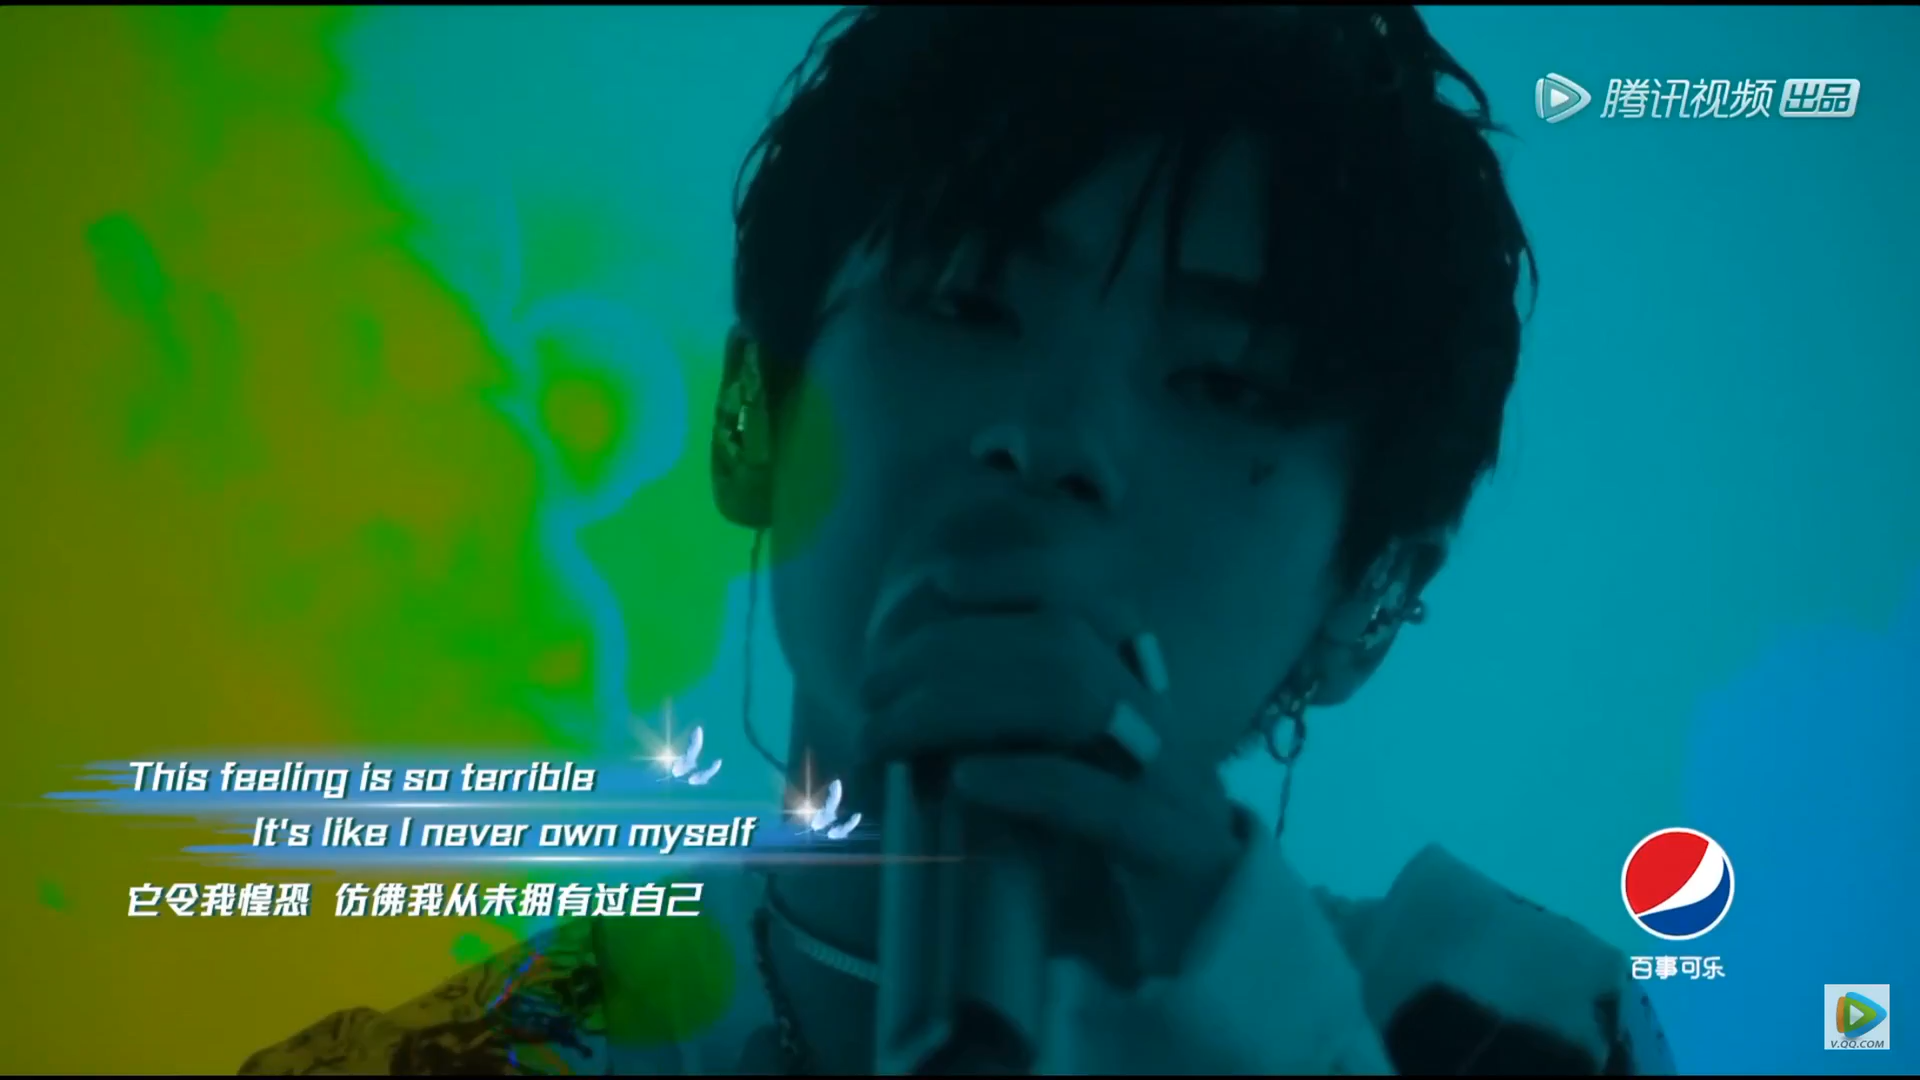 腾讯视频 出品
This feeling is so terrible
It's like I never own myself
它令我惶恐 仿佛我从未拥有过自己
百事可乐
V.QQ.COM